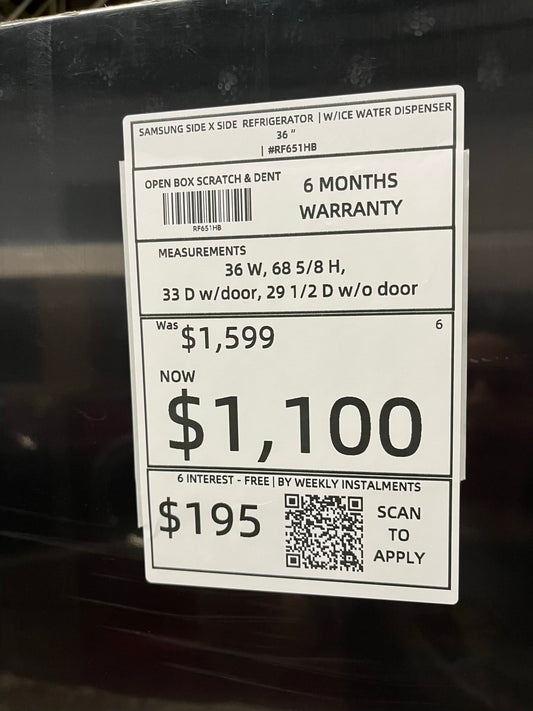 SAMSUNG SIDE X SIDE REFRIGERATOR | W/ICE WATER DISPENSER
36 "
| #RF651HB
OPEN BOX SCRATCH & DENT
RF651HB
6 MONTHS
WARRANTY
MEASUREMENTS
36 W, 68 5/8 H,
33 D w/door, 29 1/2 D w/o door
Was $1,599
6
NOW
$1,100
6 INTEREST - FREE | BY WEEKLY INSTALMENTS
$195
SCAN
TO
APPLY